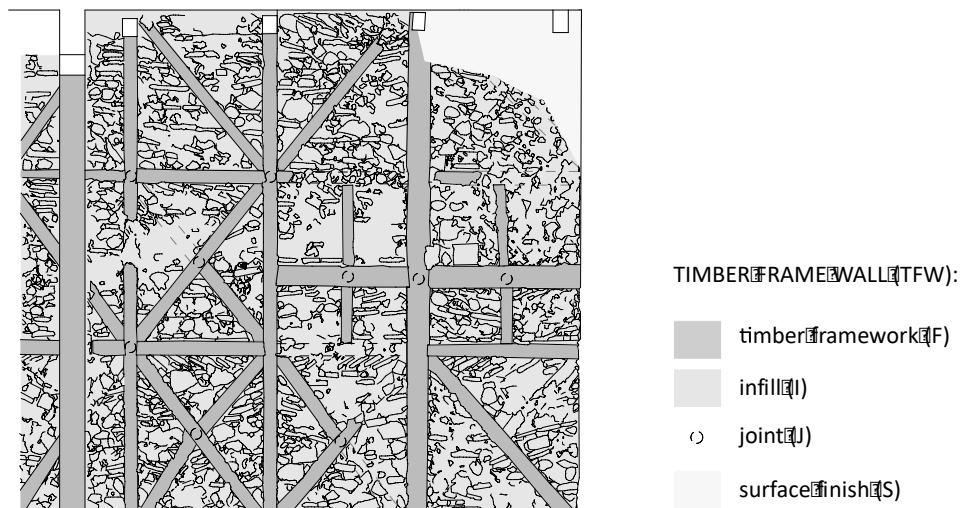 TIMBER FRAME WALL (TFW):
timber framework (F)
infill (I)
joint (J)
surface finish (S)